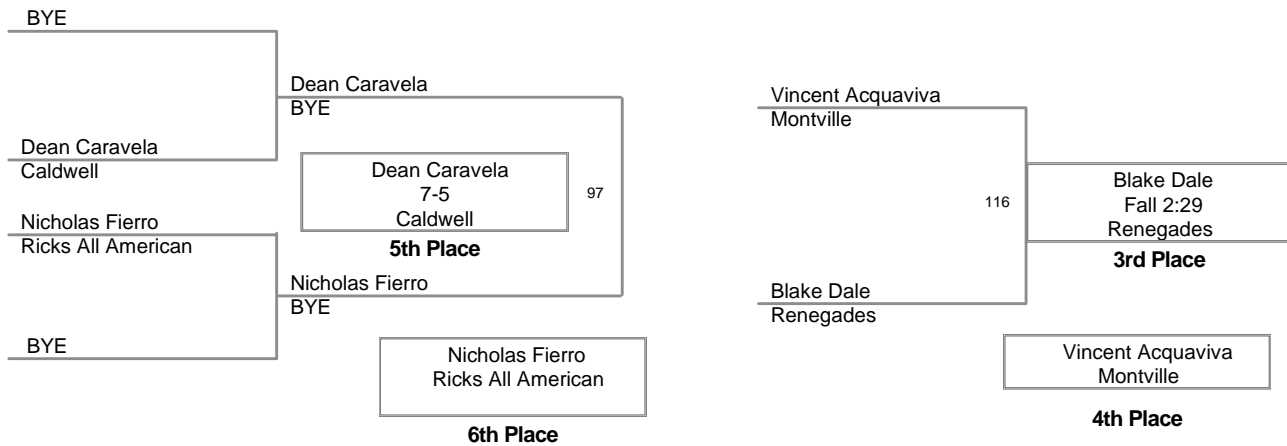 BYE
Dean Caravela
BYE
Dean Caravela
Caldwell
Dean Caravela
7-5
Caldwell
97
5th Place
Nicholas Fierro
Ricks All American
Nicholas Fierro
BYE
BYE
Nicholas Fierro
Ricks All American
6th Place
Vincent Acquaviva
Montville
116
Blake Dale
Fall 2:29
Renegades
3rd Place
Blake Dale
Renegades
Vincent Acquaviva
Montville
4th Place